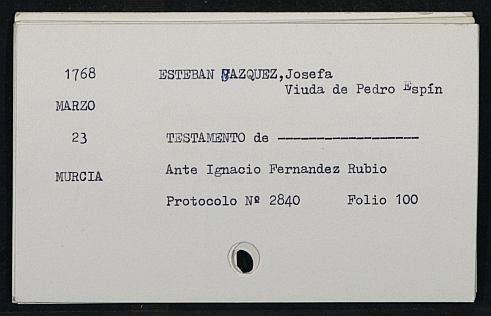 1768 ESTEBAN VAZQUEZ,Josefa
Viuda de Pedro Espín
MARZO
23 TESTAMENTO de ------------------
MURCIA Ante Ignacio Fernandez Rubio
Protocolo Nº 2840 Folio 100